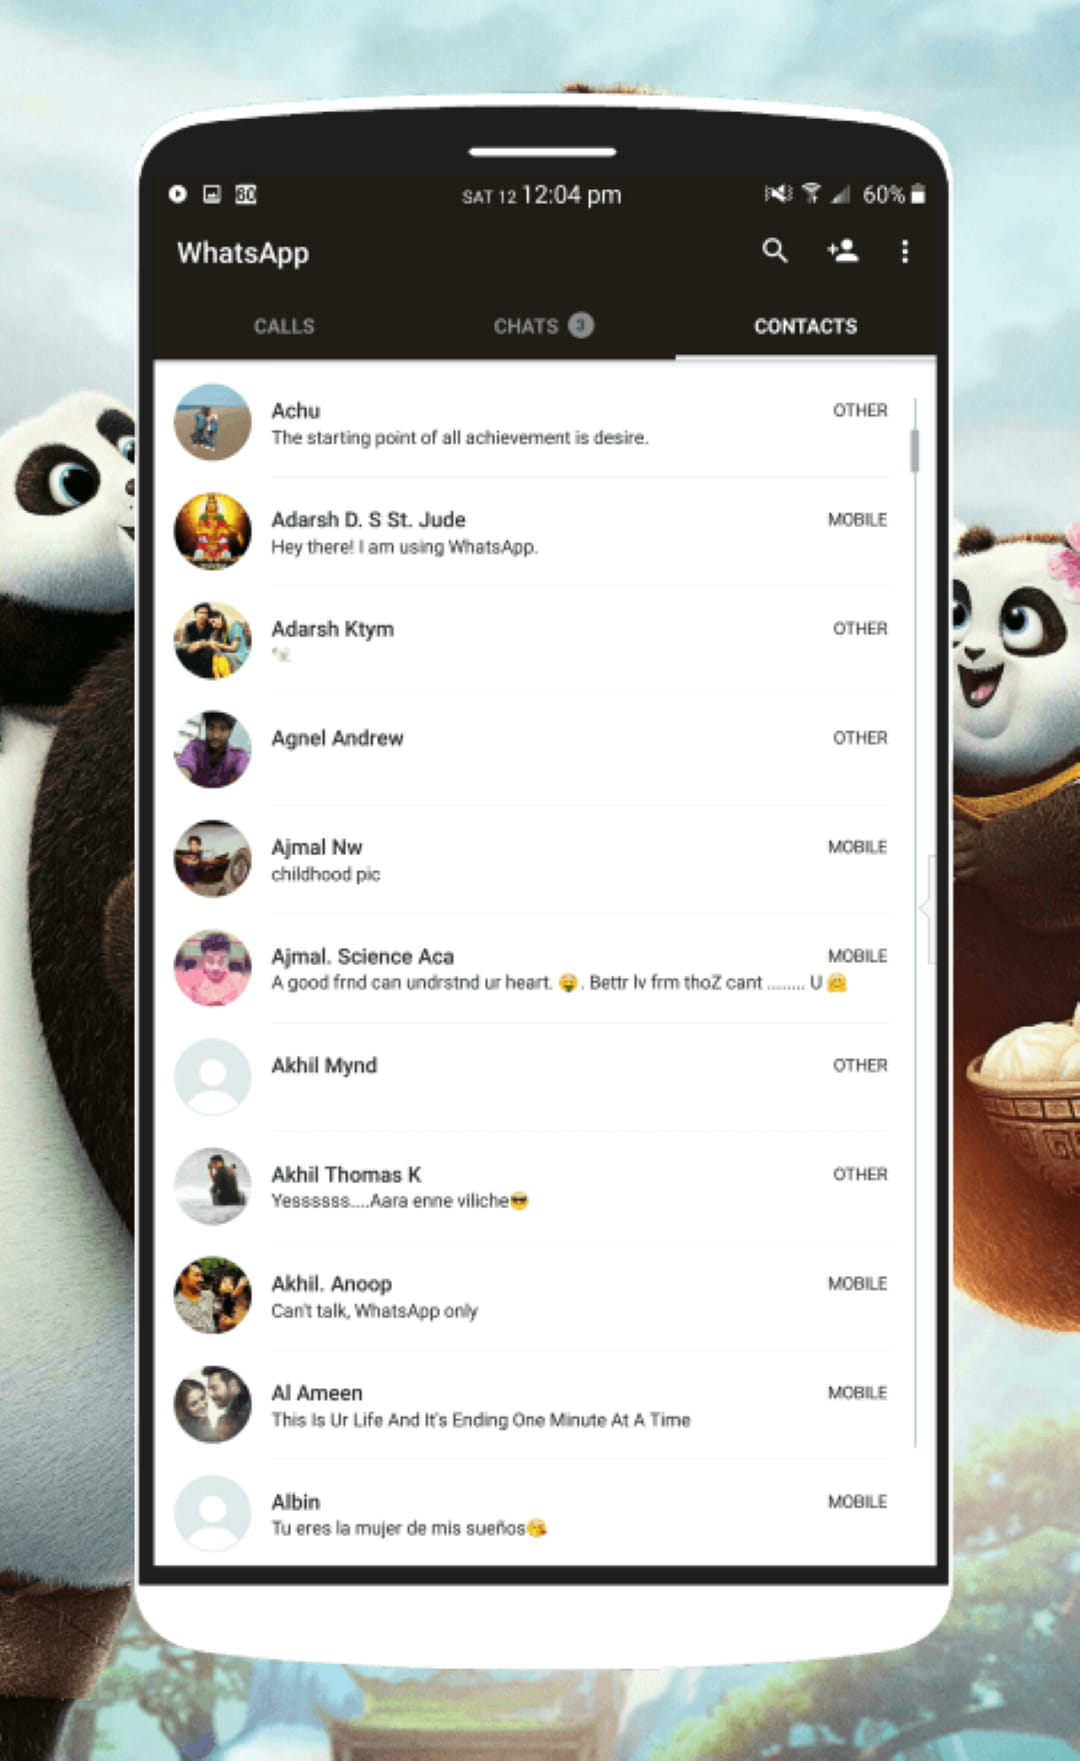 80 SAT 12 12:04 pm 60%
WhatsApp
CALLS CHATS 3 CONTACTS
Achu OTHER
The starting point of all achievement is desire.
Adarsh D. S St. Jude MOBILE
Hey there! I am using WhatsApp.
Adarsh Ktym OTHER
Agnel Andrew OTHER
Ajmal Nw MOBILE
childhood pic
Ajmal. Science Aca MOBILE
A good frnd can undrstnd ur heart. 🤑. Bettr lv frm thoZ cant ......... U 🤗
Akhil Mynd OTHER
Akhil Thomas K OTHER
Yessssss....Aara enne viliche😎
Akhil. Anoop MOBILE
Can't talk, WhatsApp only
Al Ameen MOBILE
This Is Ur Life And It's Ending One Minute At A Time
Albin MOBILE
Tu eres la mujer de mis sueños😘